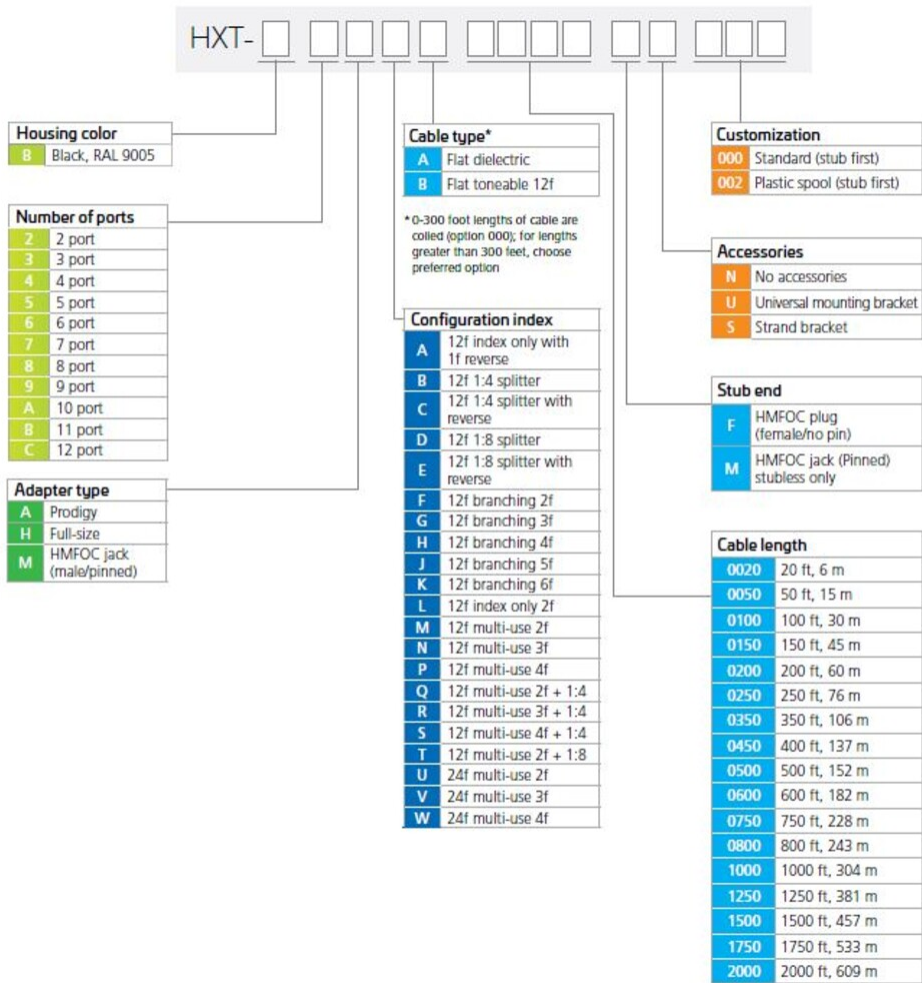 HXT-
Housing color
B Black, RAL 9005
Number of ports
2 2 port
3 3 port
4 4 port
5 5 port
6 6 port
7 7 port
8 8 port
9 9 port
A 10 port
B 11 port
C 12 port
Adapter type
A Prodigy
H Full-size
M HMFOC jack
(male/pinned)
Cable type*
A Flat dielectric
B Flat toneable 12f
* 0-300 foot lengths of cable are
coiled (option 000); for lengths
greater than 300 feet, choose
preferred option
Configuration index
A 12f index only with
1f reverse
B 12f 1:4 splitter
C 12f 1:4 splitter with
reverse
D 12f 1:8 splitter
E 12f 1:8 splitter with
reverse
F 12f branching 2f
G 12f branching 3f
H 12f branching 4f
J 12f branching 5f
K 12f branching 6f
L 12f index only 2f
M 12f multi-use 2f
N 12f multi-use 3f
P 12f multi-use 4f
Q 12f multi-use 2f + 1:4
R 12f multi-use 3f + 1:4
S 12f multi-use 4f + 1:4
T 12f multi-use 2f + 1:8
U 24f multi-use 2f
V 24f multi-use 3f
W 24f multi-use 4f
Customization
000 Standard (stub first)
002 Plastic spool (stub first)
Accessories
N No accessories
U Universal mounting bracket
S Strand bracket
Stub end
F HMFOC plug
(female/no pin)
M HMFOC jack (Pinned)
stubless only
Cable length
0020 20 ft, 6 m
0050 50 ft, 15 m
0100 100 ft, 30 m
0150 150 ft, 45 m
0200 200 ft, 60 m
0250 250 ft, 76 m
0350 350 ft, 106 m
0450 400 ft, 137 m
0500 500 ft, 152 m
0600 600 ft, 182 m
0750 750 ft, 228 m
0800 800 ft, 243 m
1000 1000 ft, 304 m
1250 1250 ft, 381 m
1500 1500 ft, 457 m
1750 1750 ft, 533 m
2000 2000 ft, 609 m